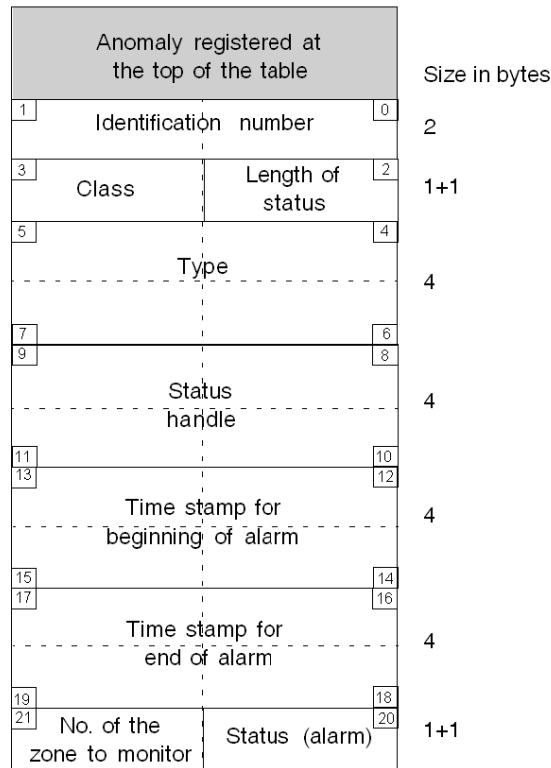 Anomaly registered at
the top of the table
Size in bytes
1
0
Identification number
2
3
2
Class
Length of
status
1+1
5
4
Type
4
7
6
9
8
Status
handle
4
11
10
13
12
Time stamp for
beginning of alarm
4
15
14
17
16
Time stamp for
end of alarm
4
19
18
21
20
No. of the
zone to monitor
Status (alarm)
1+1